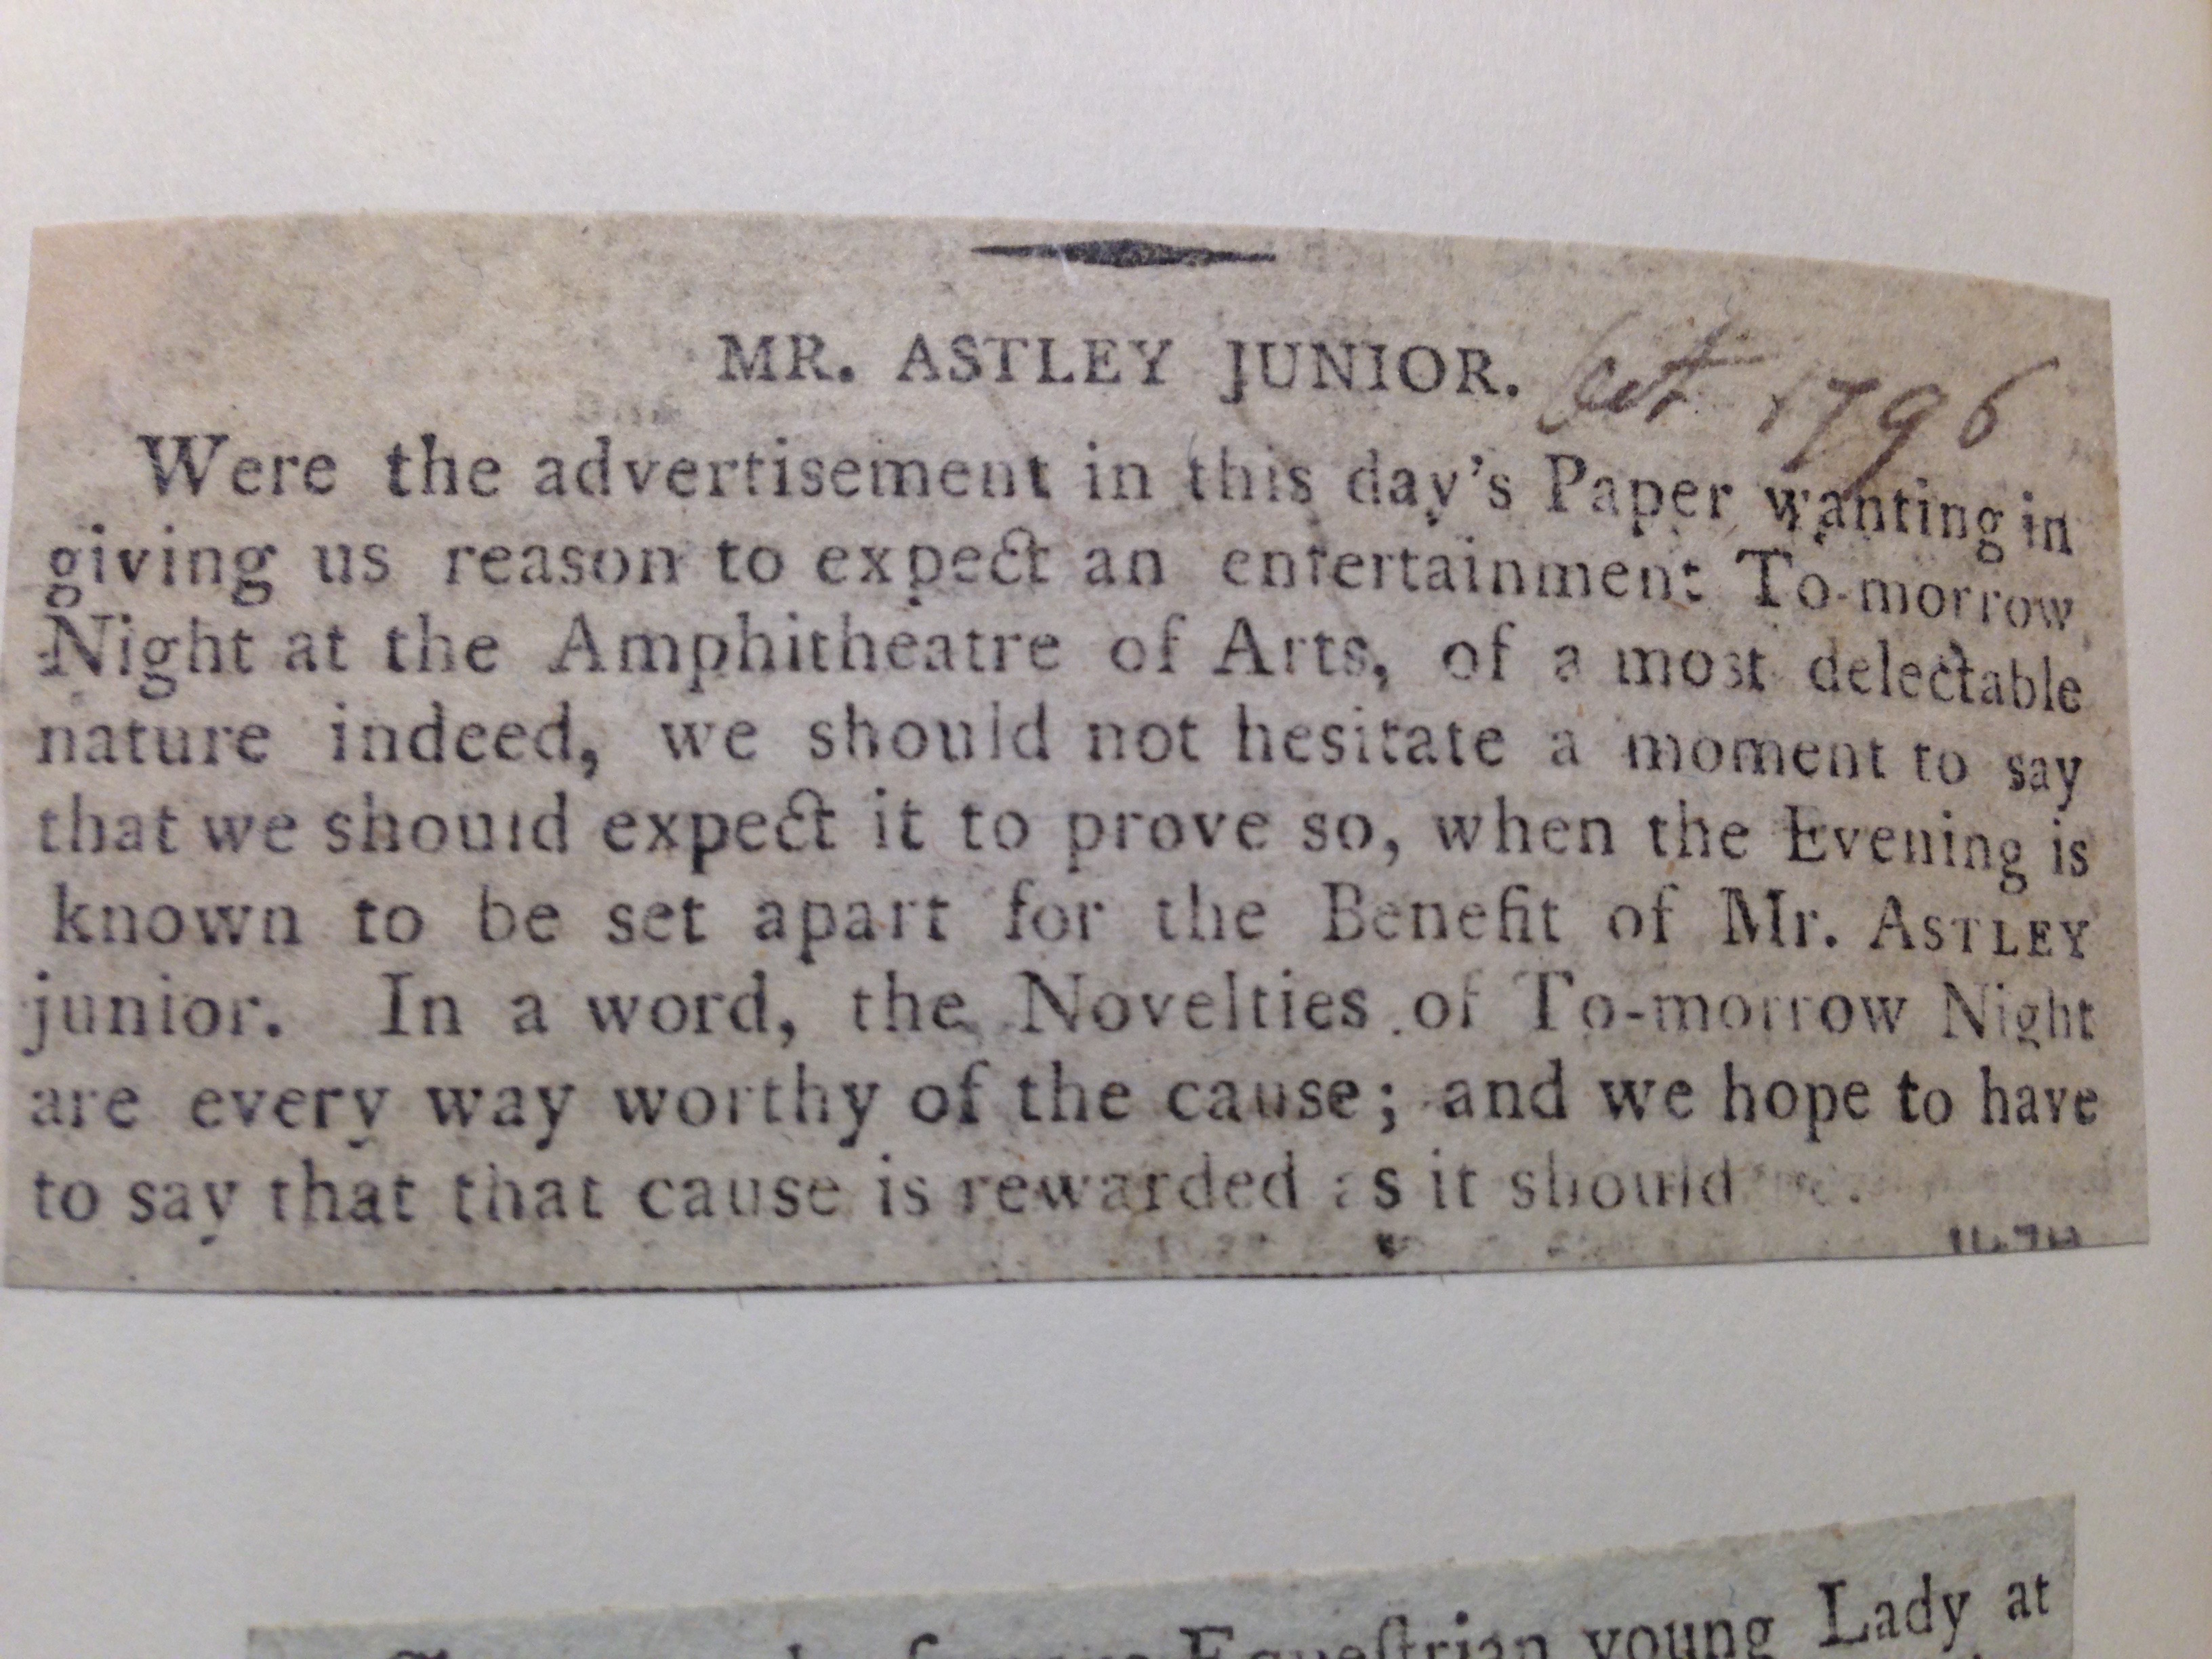 MR. ASTLEY JUNIOR. Oct 1796
Were the advertisement in this day's Paper wanting in
giving us reason to expect an entertainment To-morrow
Night at the Amphitheatre of Arts, of a most delectable
nature indeed, we should not hesitate a moment to say
that we should expect it to prove so, when the Evening is
known to be set apart for the Benefit of Mr. ASTLEY
junior. In a word, the Novelties of To-morrow Night
are every way worthy of the cause; and we hope to have
to say that that cause is rewarded as it should
Equeſtrian young Lady at